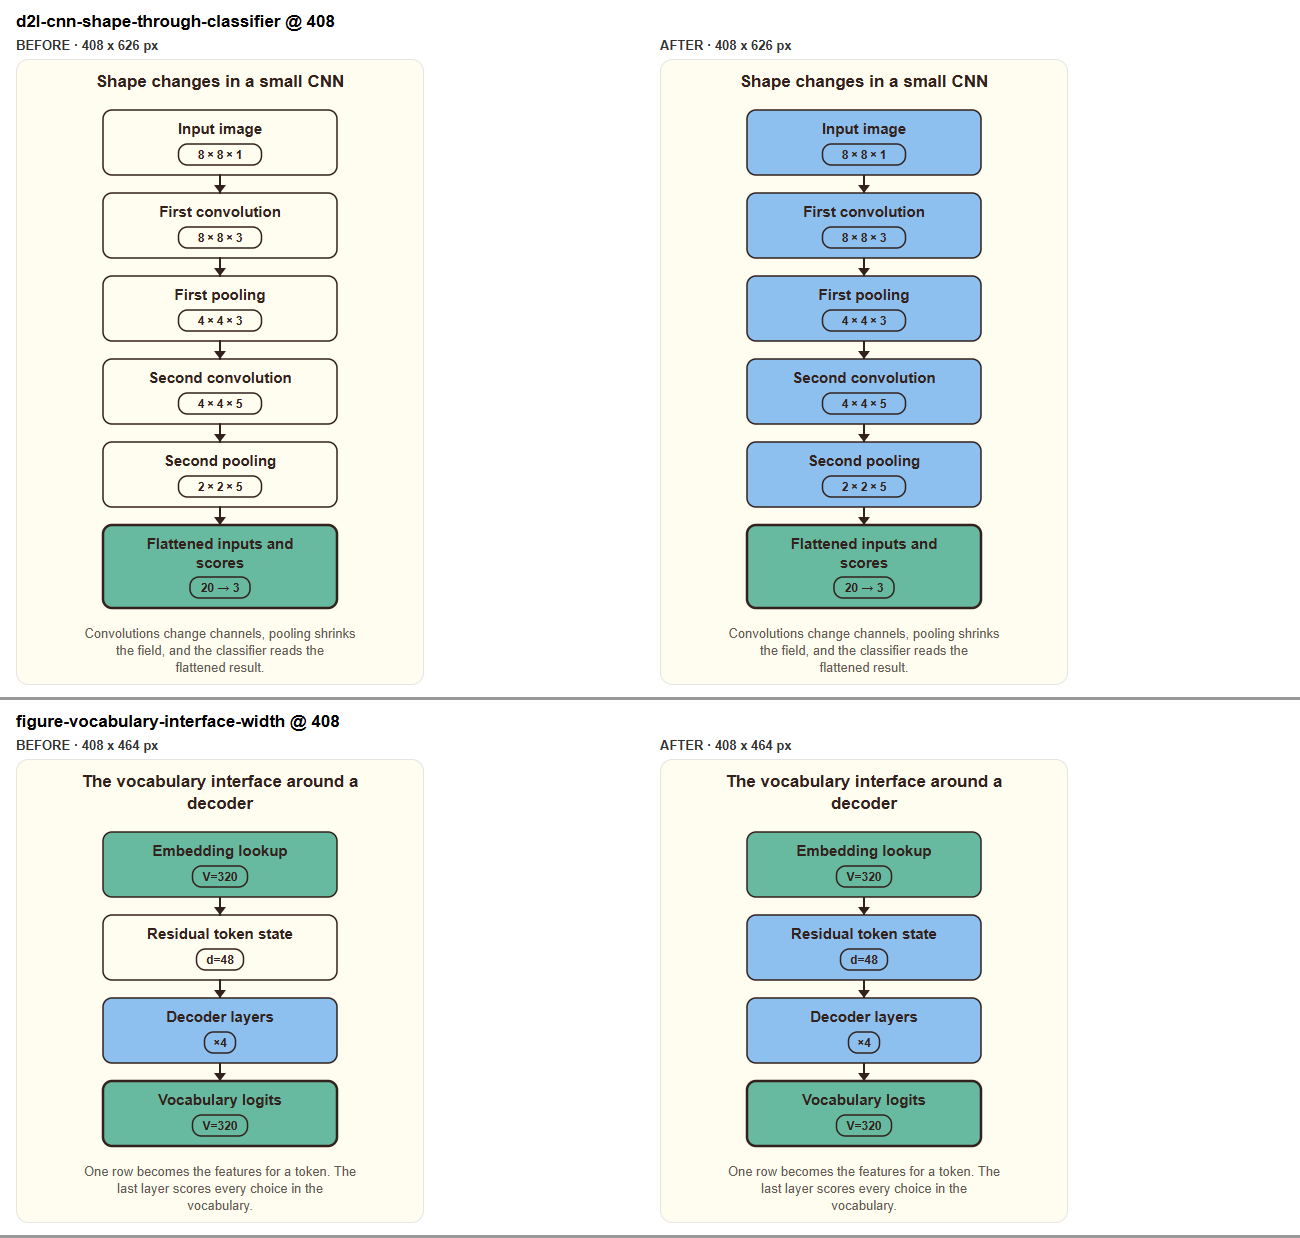 d2l-cnn-shape-through-classifier @ 408
BEFORE · 408 x 626 px
Shape changes in a small CNN
Input image
8 × 8 × 1
First convolution
8 × 8 × 3
First pooling
4 × 4 × 3
Second convolution
4 × 4 × 5
Second pooling
2 × 2 × 5
Flattened inputs and
scores
20 → 3
Convolutions change channels, pooling shrinks
the field, and the classifier reads the
flattened result.
AFTER · 408 x 626 px
Shape changes in a small CNN
Input image
8 × 8 × 1
First convolution
8 × 8 × 3
First pooling
4 × 4 × 3
Second convolution
4 × 4 × 5
Second pooling
2 × 2 × 5
Flattened inputs and
scores
20 → 3
Convolutions change channels, pooling shrinks
the field, and the classifier reads the
flattened result.
figure-vocabulary-interface-width @ 408
BEFORE · 408 x 464 px
The vocabulary interface around a
decoder
Embedding lookup
V=320
Residual token state
d=48
Decoder layers
×4
Vocabulary logits
V=320
One row becomes the features for a token. The
last layer scores every choice in the
vocabulary.
AFTER · 408 x 464 px
The vocabulary interface around a
decoder
Embedding lookup
V=320
Residual token state
d=48
Decoder layers
×4
Vocabulary logits
V=320
One row becomes the features for a token. The
last layer scores every choice in the
vocabulary.